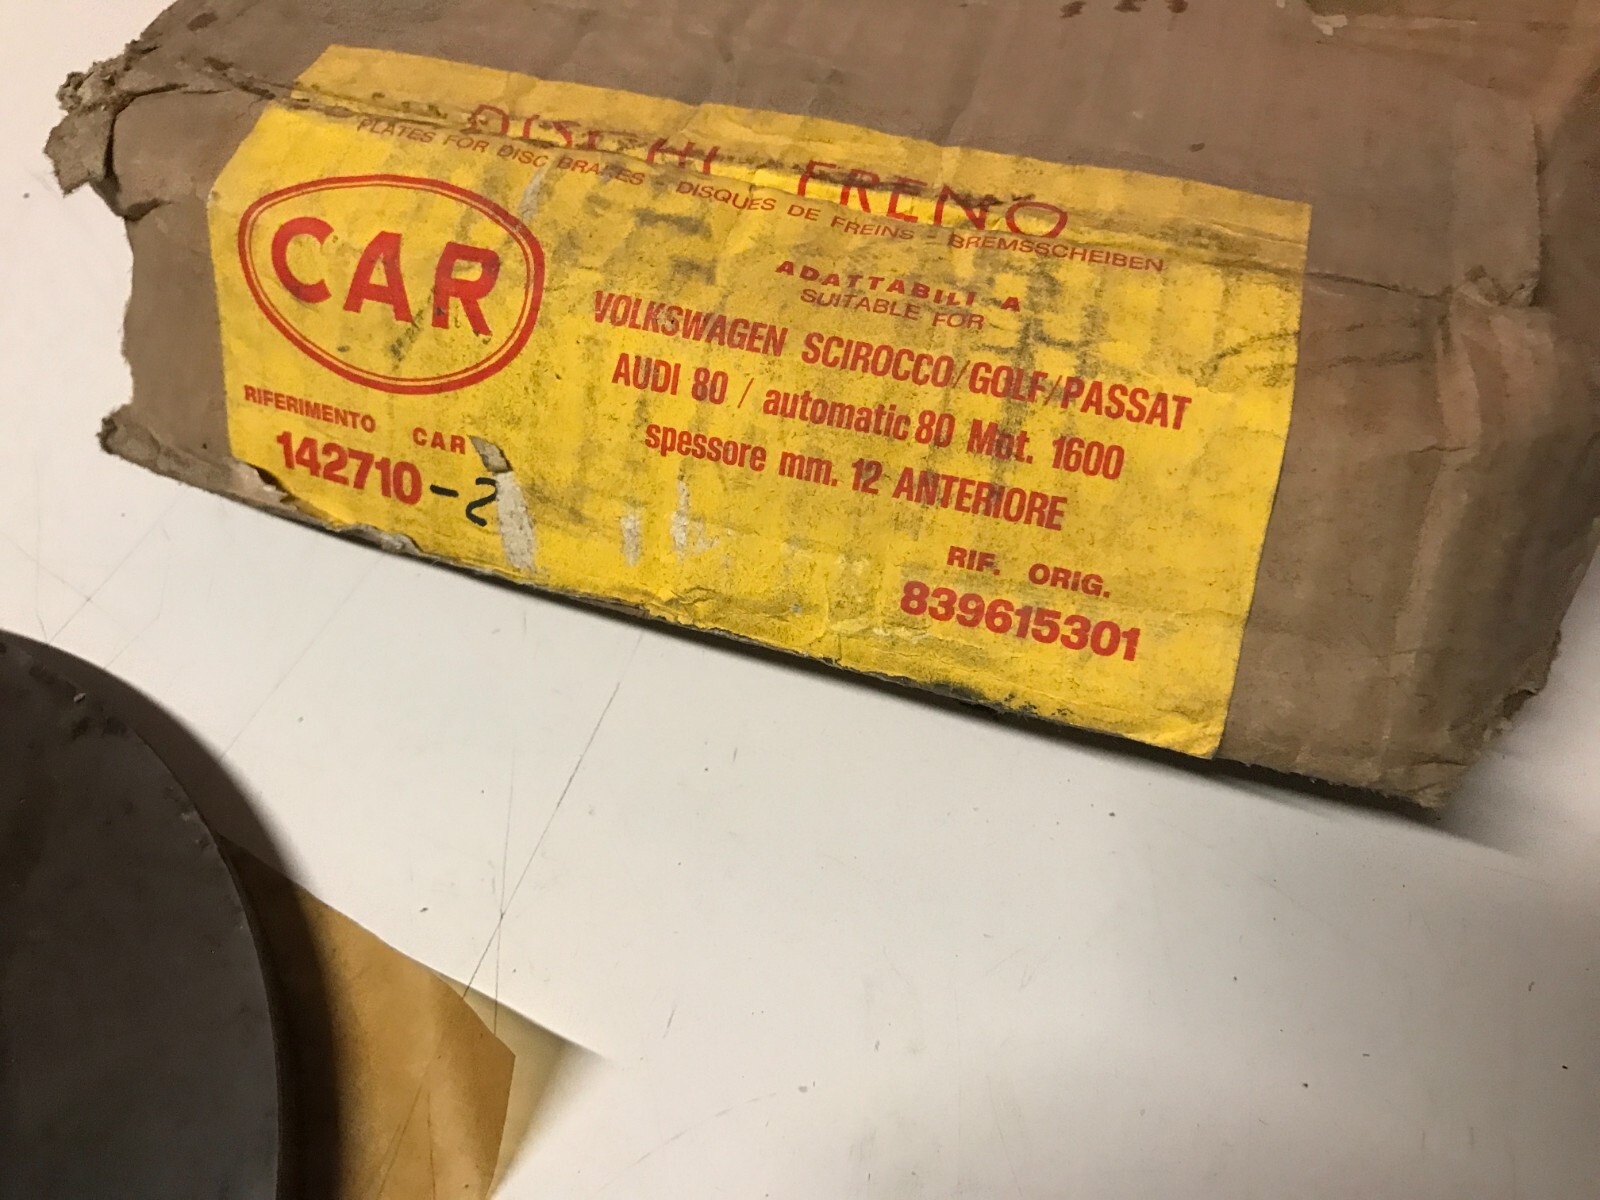 DISCHI FRENO
PLATES FOR DISC BRAKES - DISQUES DE FREINS - BREMSSCHEIBEN
CAR
ADATTABILI A
SUITABLE FOR
VOLKSWAGEN SCIROCCO/GOLF/PASSAT
AUDI 80 / automatic 80 Mot. 1600
spessore mm. 12 ANTERIORE
RIFERIMENTO CAR
142710-2
RIF. ORIG.
839615301